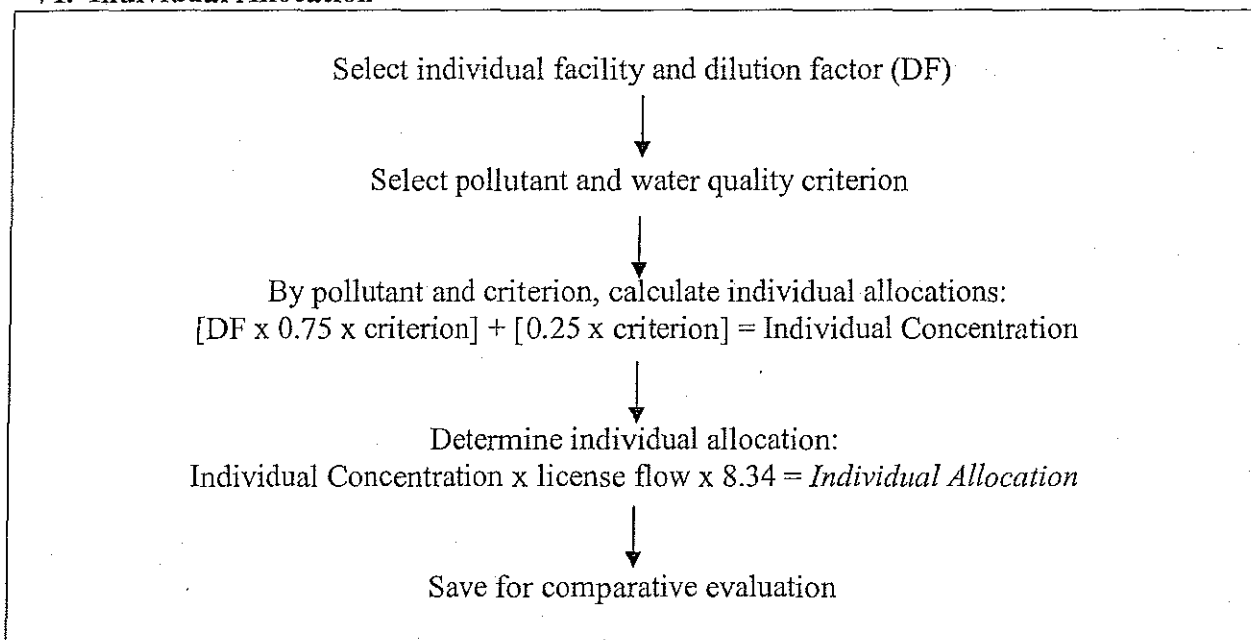 Select individual facility and dilution factor (DF)
Select pollutant and water quality criterion
By pollutant and criterion, calculate individual allocations:
[DF x 0.75 x criterion] + [0.25 x criterion] = Individual Concentration
Determine individual allocation:
Individual Concentration x license flow x 8.34 = Individual Allocation
Save for comparative evaluation